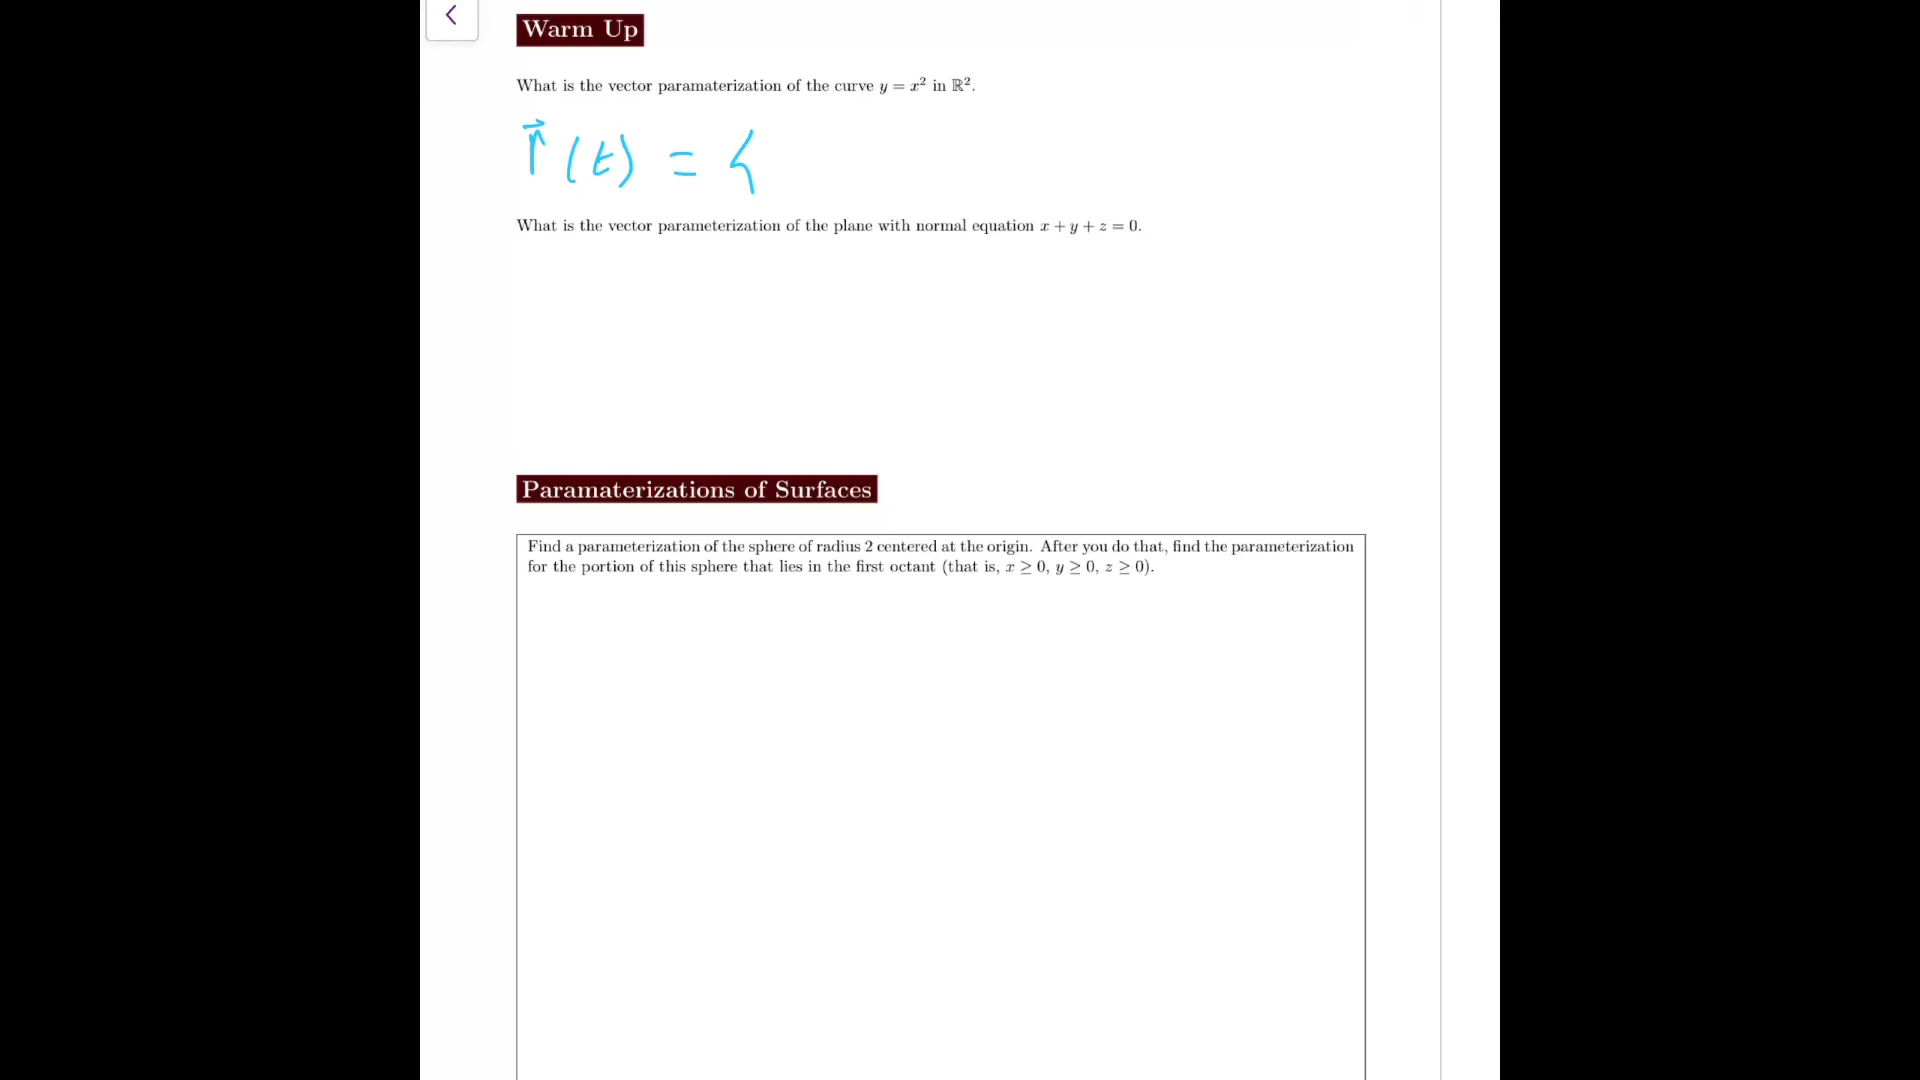 Warm Up
What is the vector paramaterization of the curve y = x² in ℝ².
r⃗(t) = ⟨
What is the vector parameterization of the plane with normal equation x + y + z = 0.
Paramaterizations of Surfaces
Find a parameterization of the sphere of radius 2 centered at the origin. After you do that, find the parameterization
for the portion of this sphere that lies in the first octant (that is, x ≥ 0, y ≥ 0, z ≥ 0).